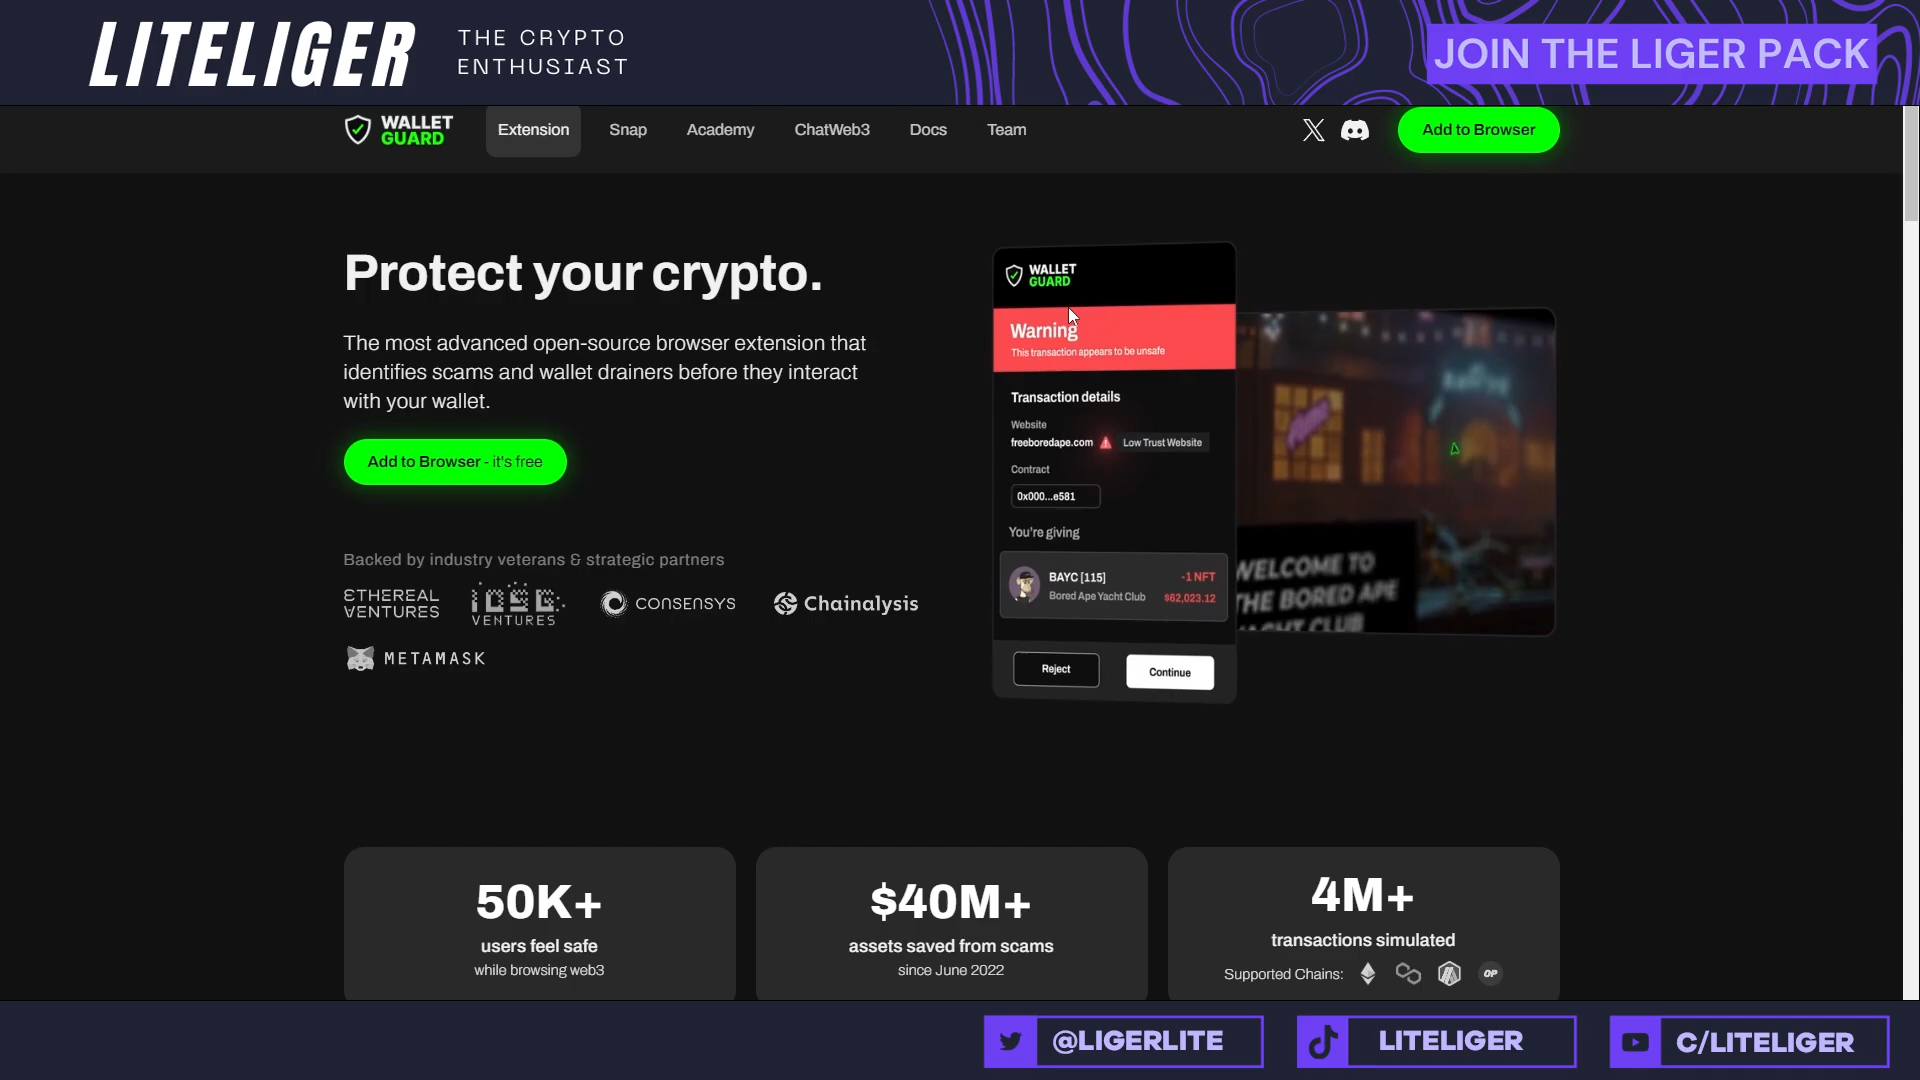 LITELIGER
THE CRYPTO
ENTHUSIAST
JOIN THE LIGER PACK
WALLET
GUARD
Extension
Snap
Academy
ChatWeb3
Docs
Team
Add to Browser
Protect your crypto.
The most advanced open-source browser extension that
identifies scams and wallet drainers before they interact
with your wallet.
Add to Browser - it's free
Backed by industry veterans & strategic partners
ETHEREAL
VENTURES
VENTURES
CONSENSYS
Chainalysis
METAMASK
WALLET
GUARD
Warning
This transaction appears to be unsafe
Transaction details
Website
freeboredape.com
Low Trust Website
Contract
0x000...e581
You're giving
BAYC [115]
-1 NFT
Bored Ape Yacht Club
$62,023.12
Reject
Continue
WELCOME TO
THE BORED APE
YACHT CLUB
50K+
users feel safe
while browsing web3
$40M+
assets saved from scams
since June 2022
4M+
transactions simulated
Supported Chains:
OP
@LIGERLITE
LITELIGER
C/LITELIGER